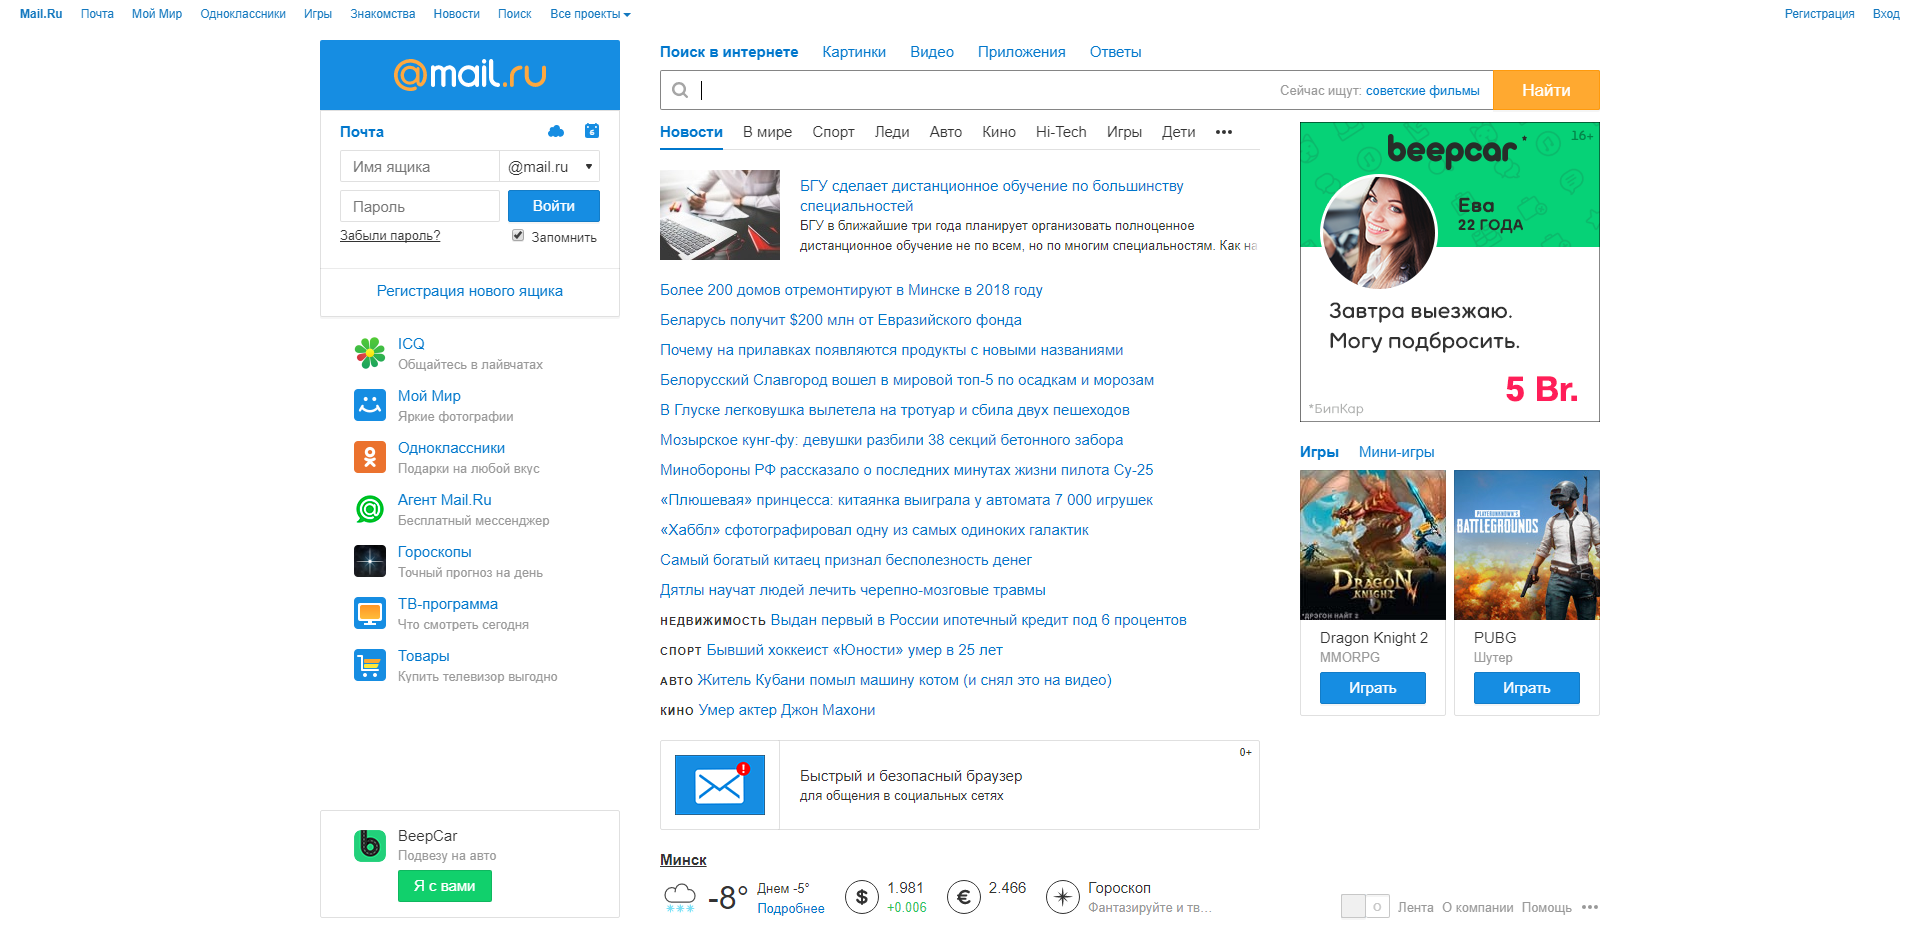 Mail.Ru Почта Мой Мир Одноклассники Игры Знакомства Новости Поиск Все проекты Регистрация Вход
@mail.ru
Почта
6
Имя ящика @mail.ru
Пароль Войти
Забыли пароль? Запомнить
Регистрация нового ящика
ICQ
Общайтесь в лайвчатах
Мой Мир
Яркие фотографии
Одноклассники
Подарки на любой вкус
Агент Mail.Ru
Бесплатный мессенджер
Гороскопы
Точный прогноз на день
ТВ-программа
Что смотреть сегодня
Товары
Купить телевизор выгодно
BeepCar
Подвезу на авто
Я с вами
Поиск в интернете Картинки Видео Приложения Ответы
Сейчас ищут: советские фильмы Найти
Новости В мире Спорт Леди Авто Кино Hi-Tech Игры Дети •••
БГУ сделает дистанционное обучение по большинству
специальностей
БГУ в ближайшие три года планирует организовать полноценное
дистанционное обучение не по всем, но по многим специальностям. Как на
Более 200 домов отремонтируют в Минске в 2018 году
Беларусь получит $200 млн от Евразийского фонда
Почему на прилавках появляются продукты с новыми названиями
Белорусский Славгород вошел в мировой топ-5 по осадкам и морозам
В Глуске легковушка вылетела на тротуар и сбила двух пешеходов
Мозырское кунг-фу: девушки разбили 38 секций бетонного забора
Минобороны РФ рассказало о последних минутах жизни пилота Су-25
«Плюшевая» принцесса: китаянка выиграла у автомата 7 000 игрушек
«Хаббл» сфотографировал одну из самых одиноких галактик
Самый богатый китаец признал бесполезность денег
Дятлы научат людей лечить черепно-мозговые травмы
НЕДВИЖИМОСТЬ Выдан первый в России ипотечный кредит под 6 процентов
СПОРТ Бывший хоккеист «Юности» умер в 25 лет
АВТО Житель Кубани помыл машину котом (и снял это на видео)
КИНО Умер актер Джон Махони
0+
Быстрый и безопасный браузер
для общения в социальных сетях
Минск
-8° Днем -5° $ 1.981 € 2.466 Гороскоп
Подробнее +0.006 Фантазируйте и тв...
beepcar* 16+
Ева
22 ГОДА
Завтра выезжаю.
Могу подбросить.
5 Br.
*БипКар
Игры Мини-игры
DRAGON
KNIGHT
*ДРЭГОН НАЙТ 2
PLAYERUNKNOWN'S
BATTLEGROUNDS
Dragon Knight 2 PUBG
MMORPG Шутер
Играть Играть
Лента О компании Помощь •••